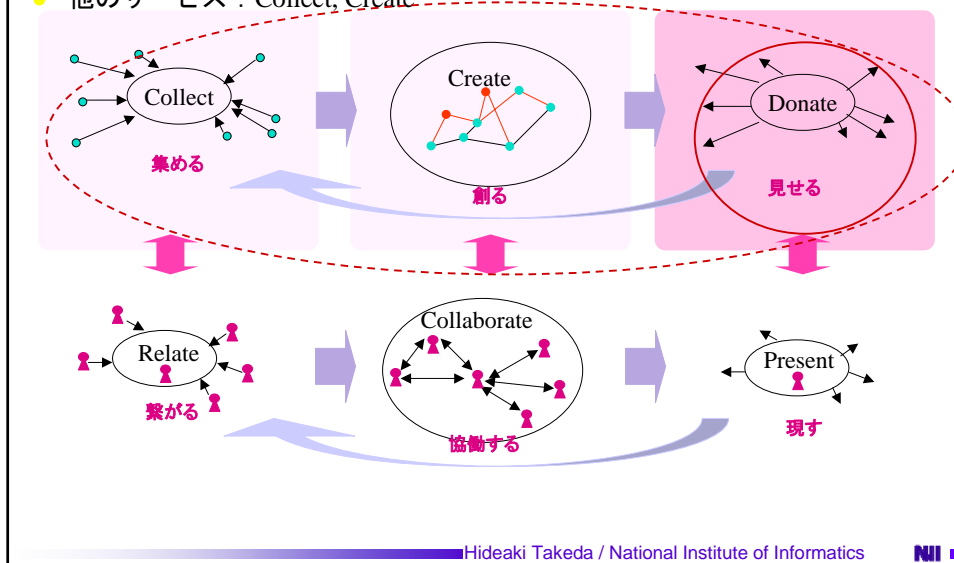 他のサービス：Collect, Create
Collect
Create
Donate
集める
創る
見せる
Relate
Collaborate
Present
繋がる
協働する
現す
Hideaki Takeda / National Institute of Informatics
NII